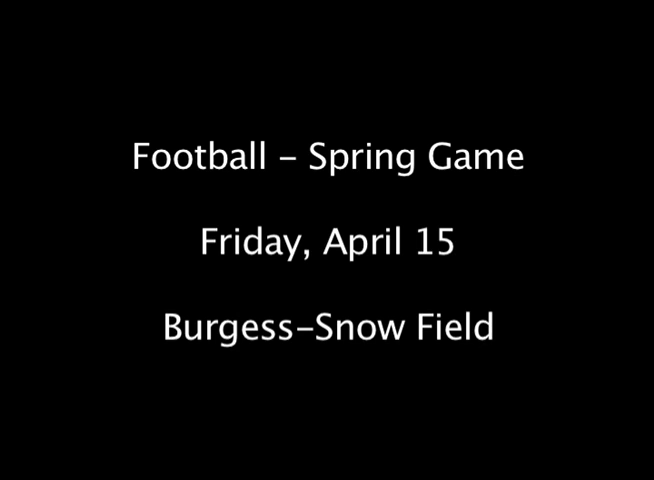 Football – Spring Game
Friday, April 15
Burgess–Snow Field